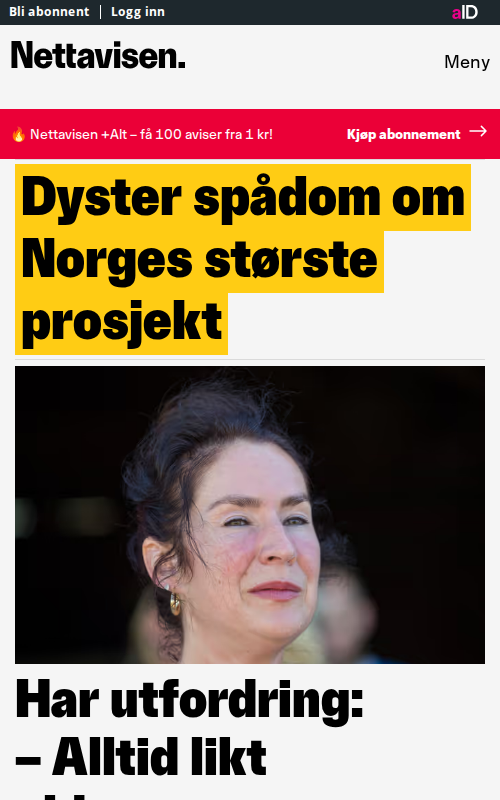 Bli abonnent | Logg inn
aID
Nettavisen.
Meny
🔥 Nettavisen +Alt – få 100 aviser fra 1 kr!
Kjøp abonnement →
Dyster spådom om
Norges største
prosjekt
Har utfordring:
– Alltid likt